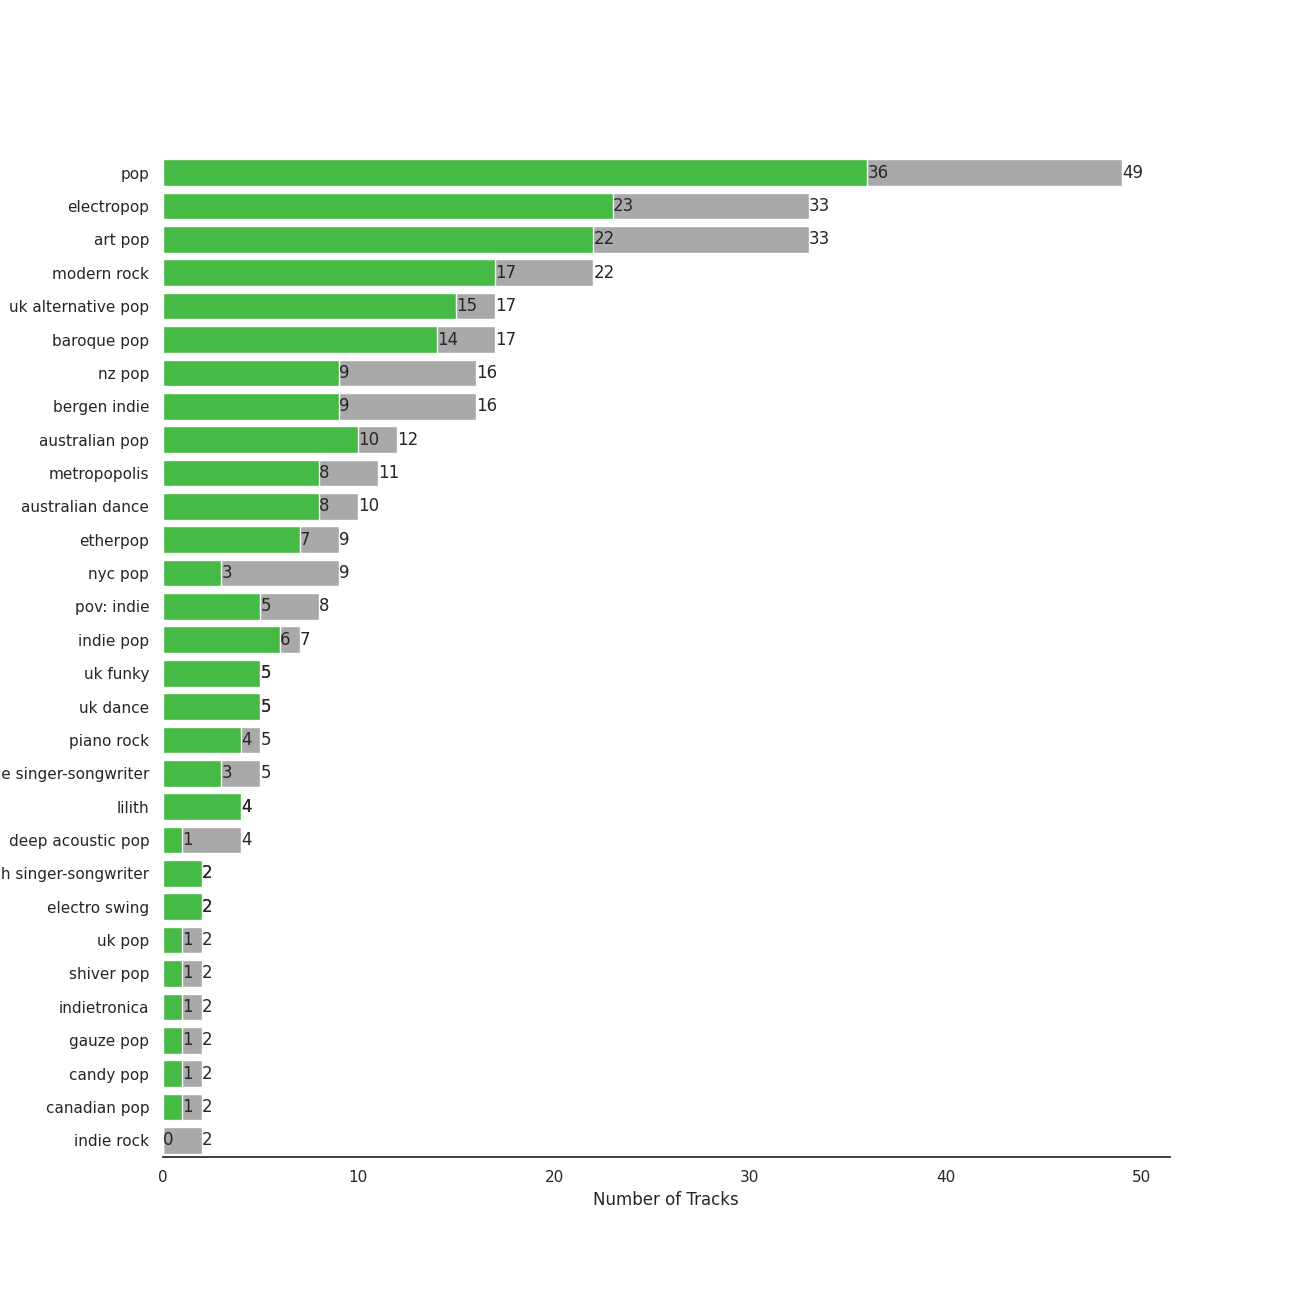 pop 36 49
electropop 23 33
art pop 22 33
modern rock 17 22
uk alternative pop 15 17
baroque pop 14 17
nz pop 9 16
bergen indie 9 16
australian pop 10 12
metropopolis 8 11
australian dance 8 10
etherpop 7 9
nyc pop 3 9
pov: indie 5 8
indie pop 6 7
uk funky 5
uk dance 5
piano rock 4 5
e singer-songwriter 3 5
lilith 4
deep acoustic pop 1 4
h singer-songwriter 2
electro swing 2
uk pop 1 2
shiver pop 1 2
indietronica 1 2
gauze pop 1 2
candy pop 1 2
canadian pop 1 2
indie rock 0 2
0 10 20 30 40 50
Number of Tracks